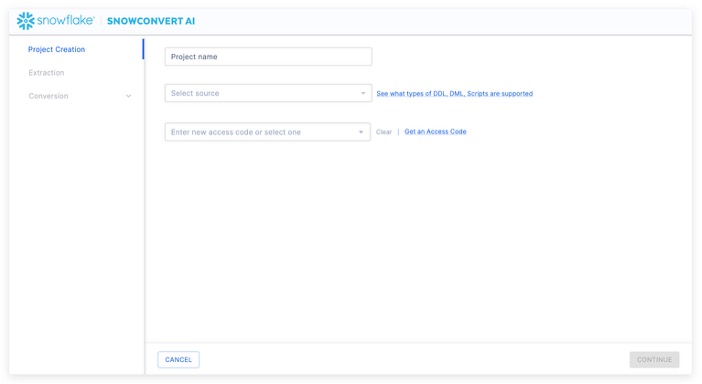 snowflake® | SNOWCONVERT AI
Project Creation
Extraction
Conversion
Project name
Select source
See what types of DDL, DML, Scripts are supported
Enter new access code or select one
Clear | Get an Access Code
CANCEL
CONTINUE